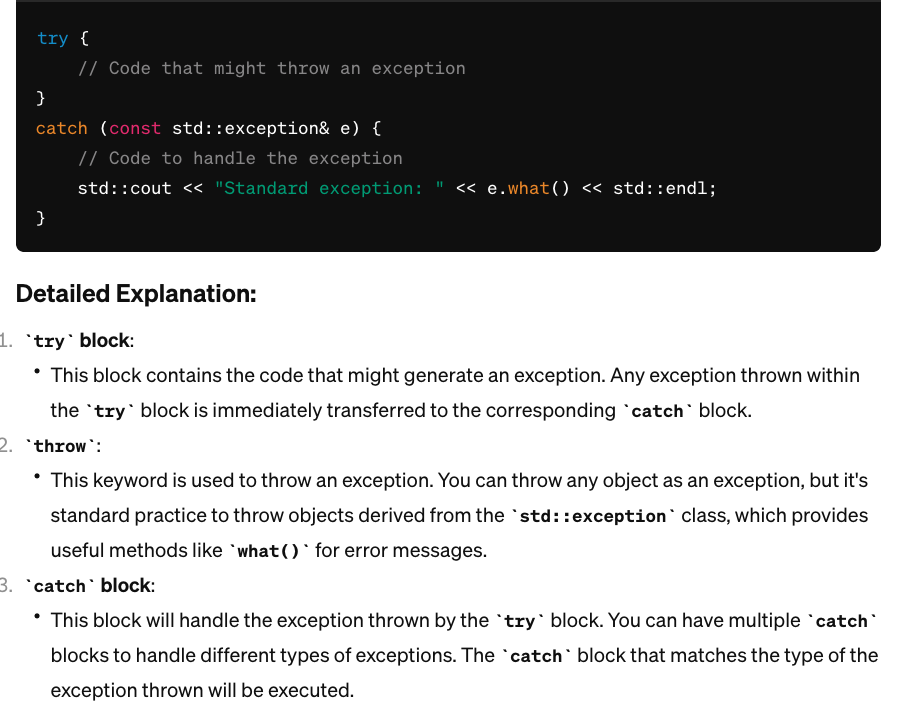 try {
    // Code that might throw an exception
}
catch (const std::exception& e) {
    // Code to handle the exception
    std::cout << "Standard exception: " << e.what() << std::endl;
}
Detailed Explanation:
1. `try` block:
• This block contains the code that might generate an exception. Any exception thrown within
the `try` block is immediately transferred to the corresponding `catch` block.
2. `throw`:
• This keyword is used to throw an exception. You can throw any object as an exception, but it's
standard practice to throw objects derived from the `std::exception` class, which provides
useful methods like `what()` for error messages.
3. `catch` block:
• This block will handle the exception thrown by the `try` block. You can have multiple `catch`
blocks to handle different types of exceptions. The `catch` block that matches the type of the
exception thrown will be executed.